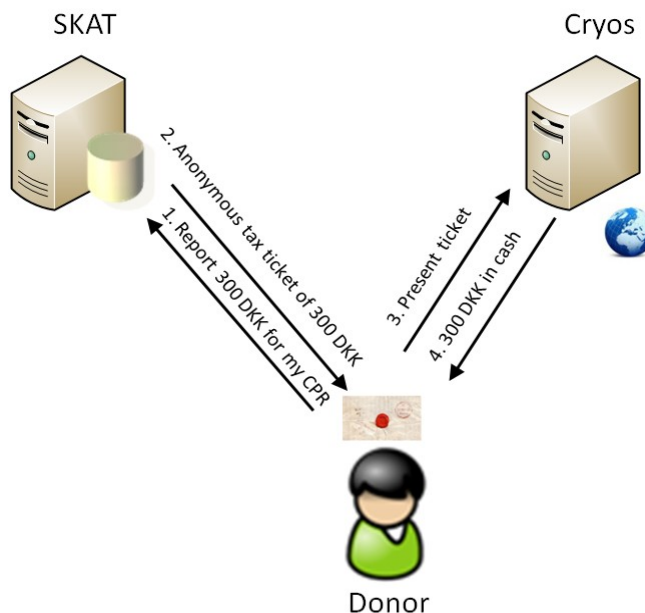 SKAT
Cryos
2. Anonymous tax ticket of 300 DKK
1. Report 300 DKK for my CPR
3. Present ticket
4. 300 DKK in cash
Donor